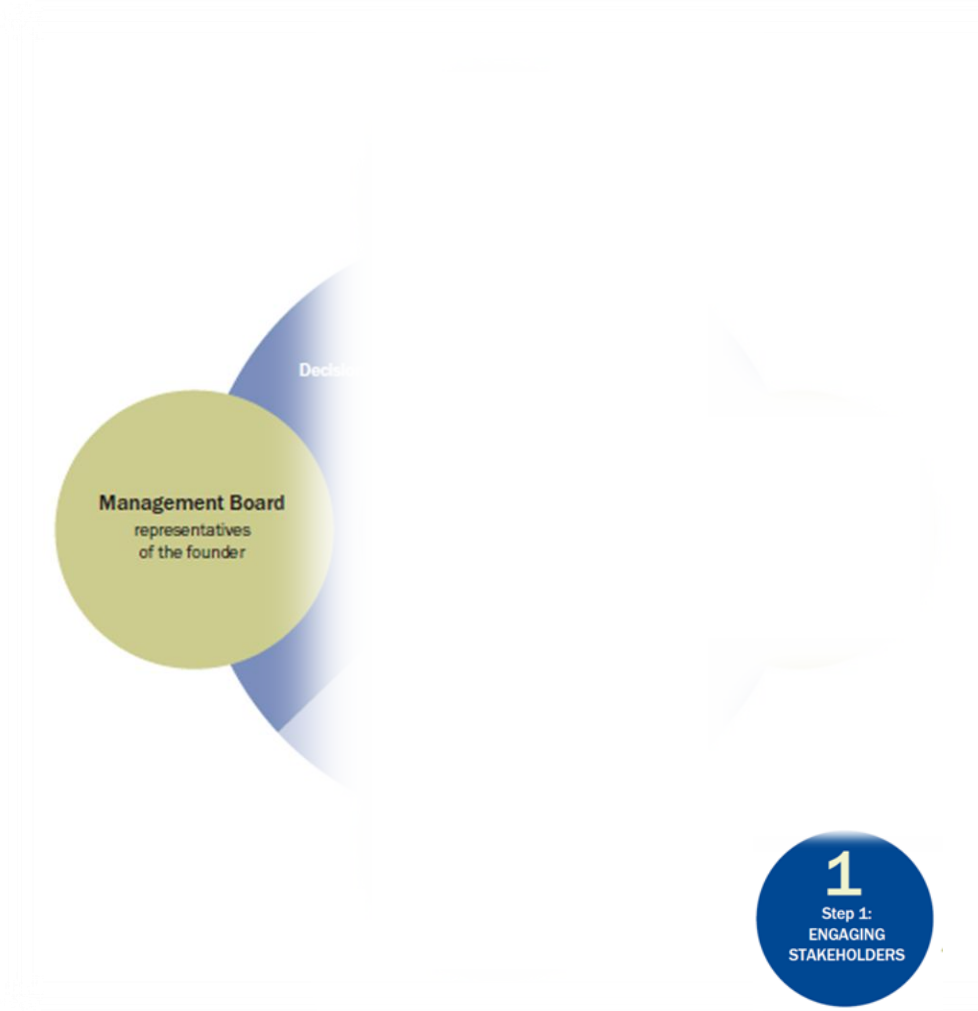 Management Board
representatives
of the founder
1
Step 1:
ENGAGING
STAKEHOLDERS